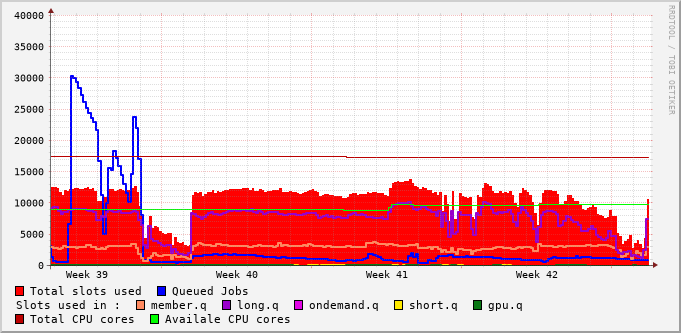 40000
35000
30000
25000
20000
15000
10000
5000
0
Week 39 Week 40 Week 41 Week 42
RRDTOOL / TOBI OETIKER
Total slots used Queued Jobs
Slots used in : member.q long.q ondemand.q short.q gpu.q
Total CPU cores Availale CPU cores